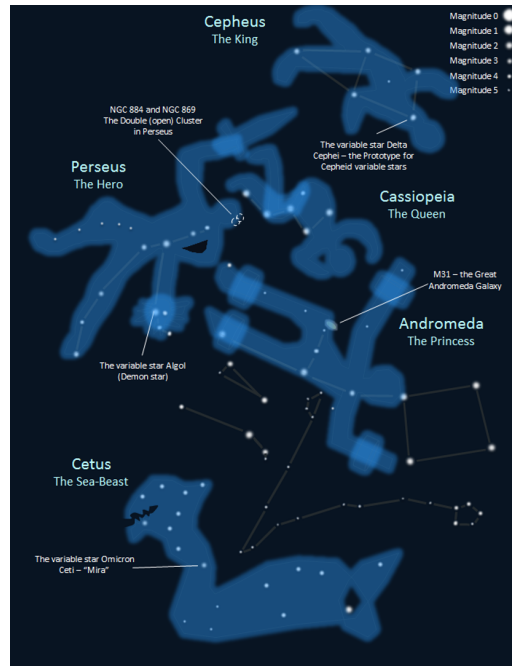 Cepheus
The King
Magnitude 0
Magnitude 1
Magnitude 2
Magnitude 3
Magnitude 4
Magnitude 5
NGC 884 and NGC 869
The Double (open) Cluster
in Perseus
The variable star Delta
Cephei – the Prototype for
Cepheid variable stars
Perseus
The Hero
Cassiopeia
The Queen
M31 – the Great
Andromeda Galaxy
Andromeda
The Princess
The variable star Algol
(Demon star)
Cetus
The Sea-Beast
The variable star Omicron
Ceti – “Mira”